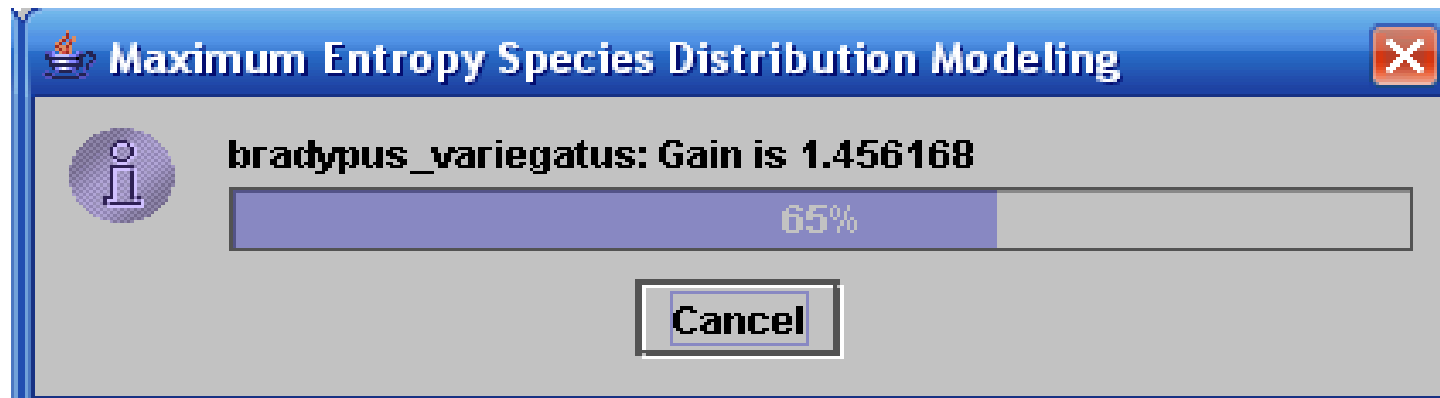 Maximum Entropy Species Distribution Modeling
bradypus_variegatus: Gain is 1.456168
65%
Cancel